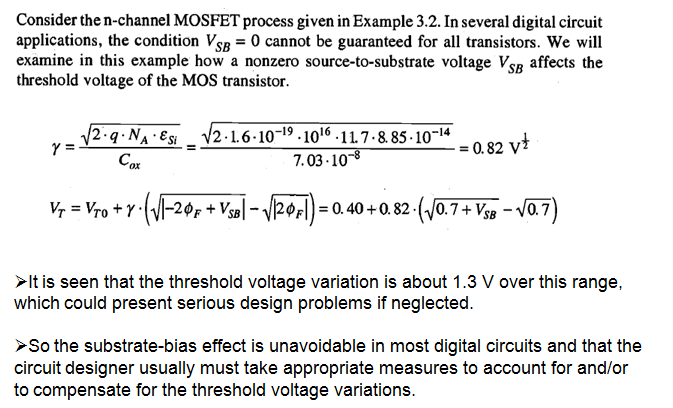 Consider the n-channel MOSFET process given in Example 3.2. In several digital circuit
applications, the condition V_SB = 0 cannot be guaranteed for all transistors. We will
examine in this example how a nonzero source-to-substrate voltage V_SB affects the
threshold voltage of the MOS transistor.
γ = √(2·q·N_A·ε_Si) / C_ox = √(2·1.6·10^−19·10^16·11.7·8.85·10^−14) / 7.03·10^−8 = 0.82 V^(1/2)
V_T = V_T0 + γ·(√|−2ϕ_F + V_SB| − √|2ϕ_F|) = 0.40 + 0.82·(√(0.7 + V_SB) − √0.7)
➢It is seen that the threshold voltage variation is about 1.3 V over this range,
which could present serious design problems if neglected.
➢So the substrate-bias effect is unavoidable in most digital circuits and that the
circuit designer usually must take appropriate measures to account for and/or
to compensate for the threshold voltage variations.